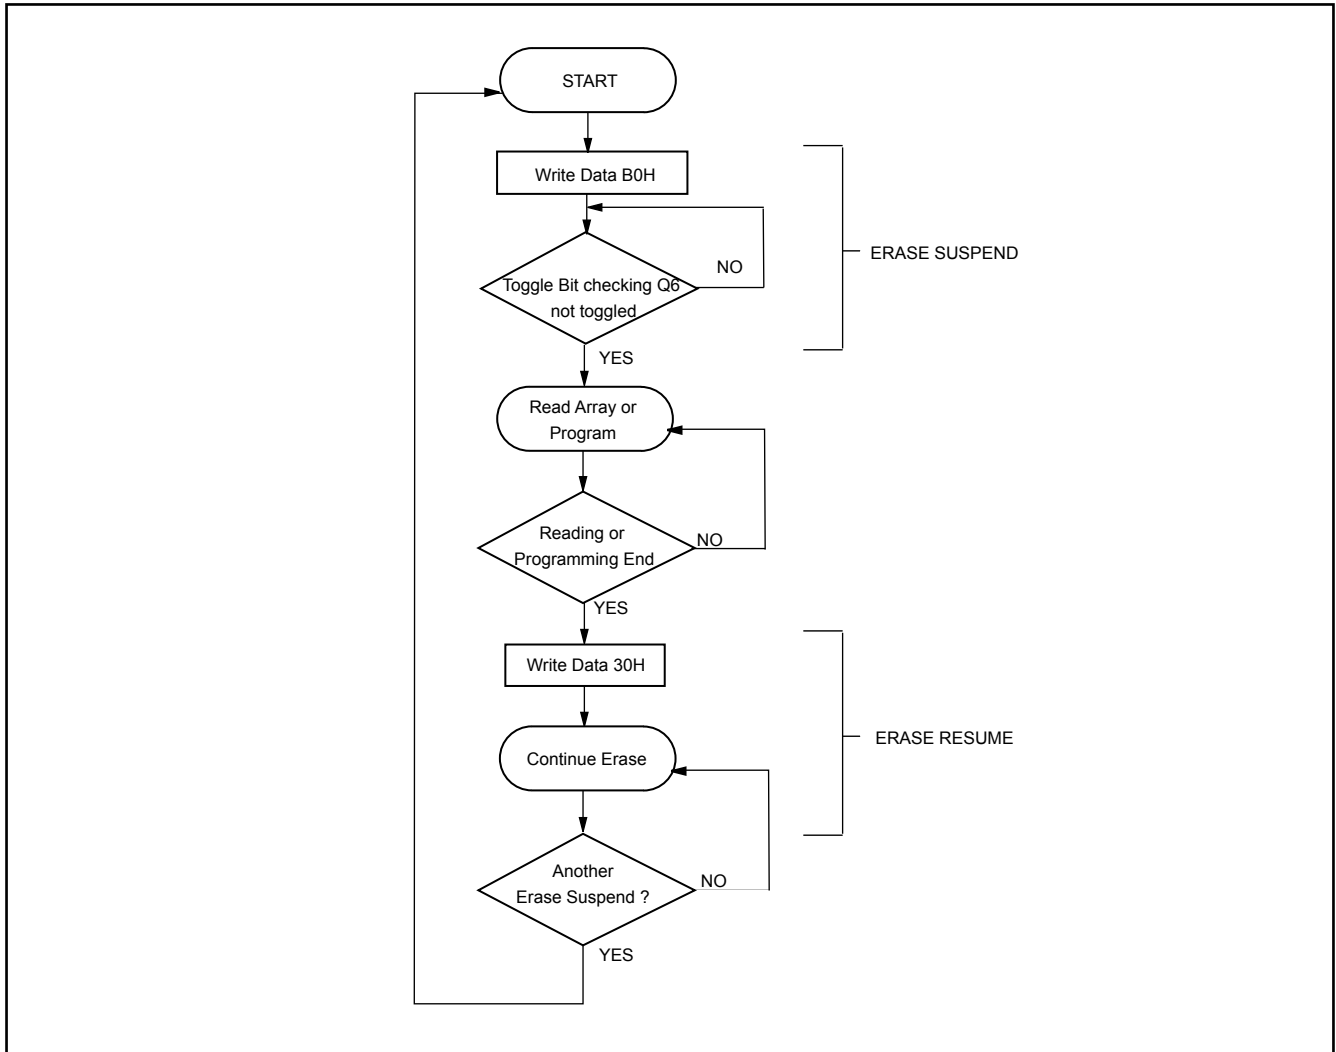 START
Write Data B0H
ERASE SUSPEND
NO
Toggle Bit checking Q6
not toggled
YES
Read Array or
Program
Reading or
Programming End
NO
YES
Write Data 30H
ERASE RESUME
Continue Erase
Another
Erase Suspend ?
NO
YES